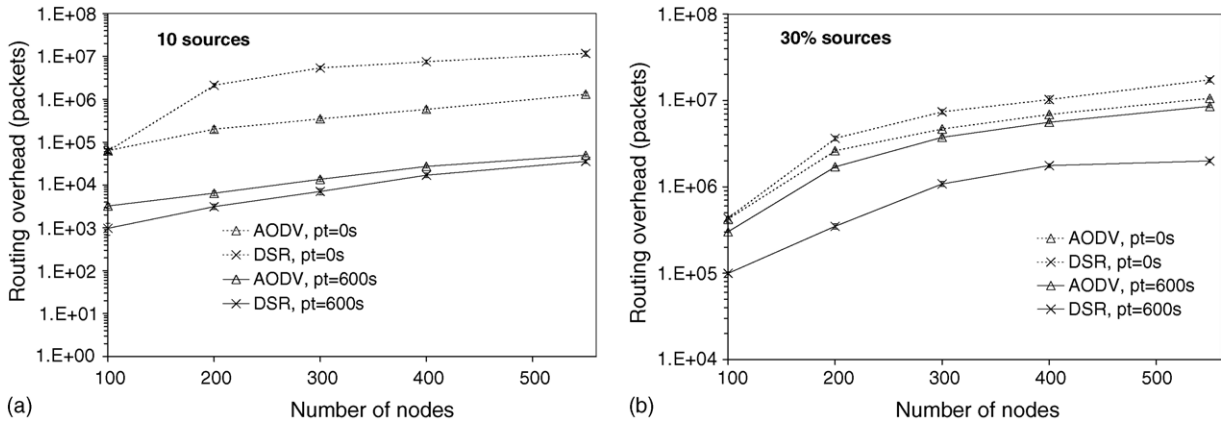 10 sources
1.E+08
1.E+07
1.E+06
1.E+05
1.E+04
1.E+03
1.E+02
1.E+01
1.E+00
Routing overhead (packets)
AODV, pt=0s
DSR, pt=0s
AODV, pt=600s
DSR, pt=600s
100 200 300 400 500
Number of nodes
(a)
30% sources
1.E+08
1.E+07
1.E+06
1.E+05
1.E+04
Routing overhead (packets)
AODV, pt=0s
DSR, pt=0s
AODV, pt=600s
DSR, pt=600s
100 200 300 400 500
Number of nodes
(b)